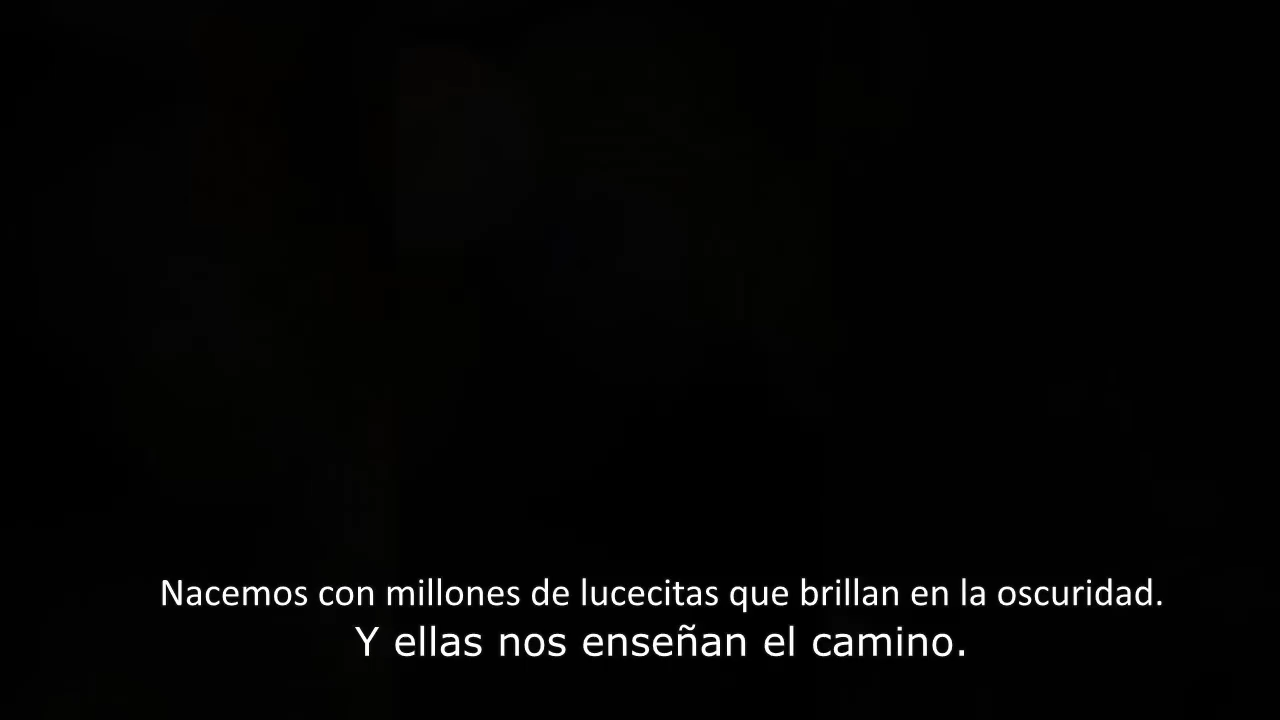 Nacemos con millones de lucecitas que brillan en la oscuridad.
Y ellas nos enseñan el camino.